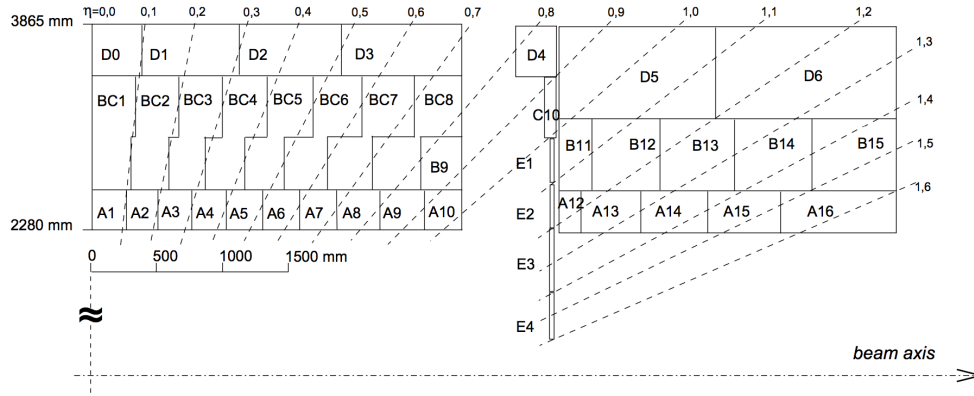 3865 mm η=0,0 0,1 0,2 0,3 0,4 0,5 0,6 0,7 0,8 0,9 1,0 1,1 1,2
1,3
D0 D1 D2 D3 D4 D5 D6
1,4
BC1 BC2 BC3 BC4 BC5 BC6 BC7 BC8 C10
B9 E1 B11 B12 B13 B14 B15 1,5
1,6
2280 mm A1 A2 A3 A4 A5 A6 A7 A8 A9 A10 E2 A12 A13 A14 A15 A16
0 500 1000 1500 mm E3
≈ E4
beam axis